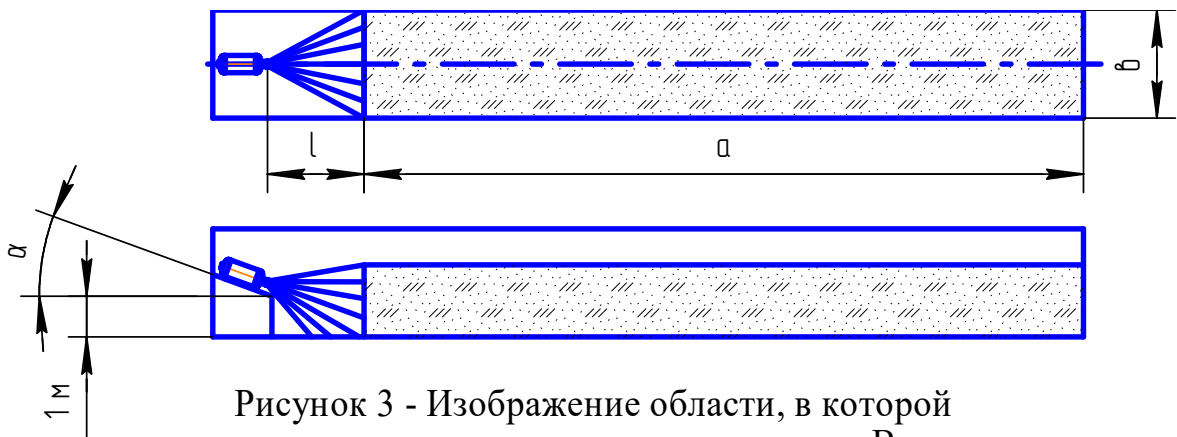 в
l
a
α
1 м
Рисунок 3 - Изображение области, в которой